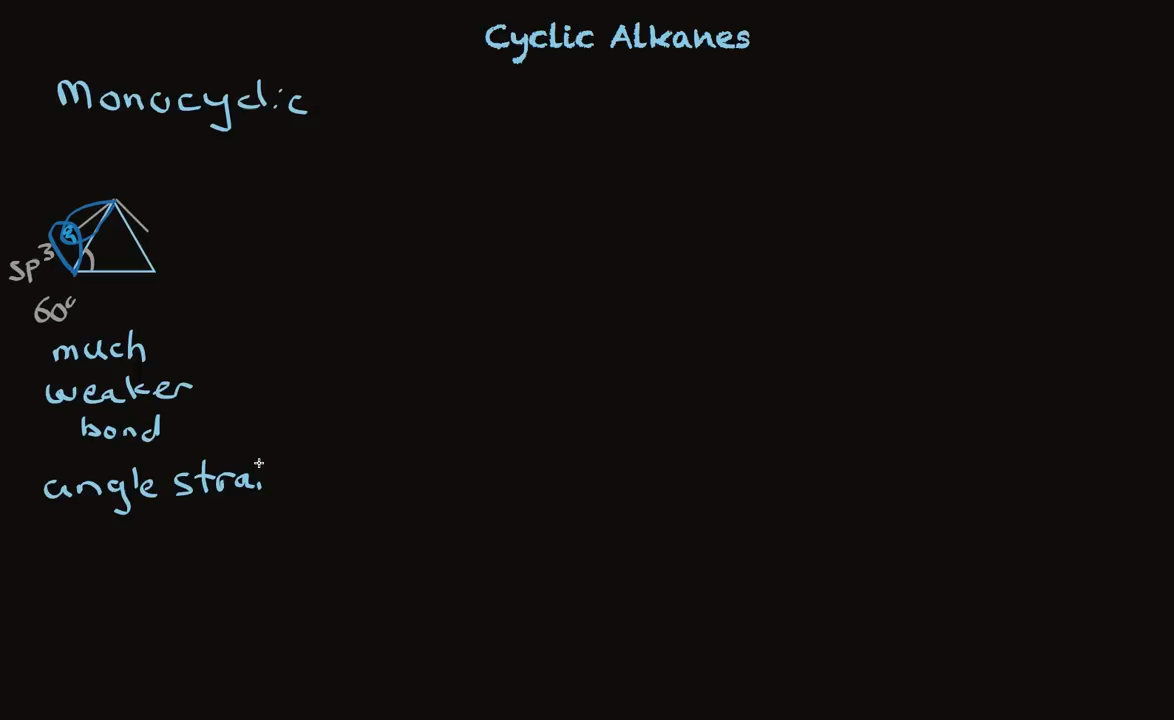 Cyclic Alkanes
Monocyclic
sp³
60°
much
weaker
bond
angle strai